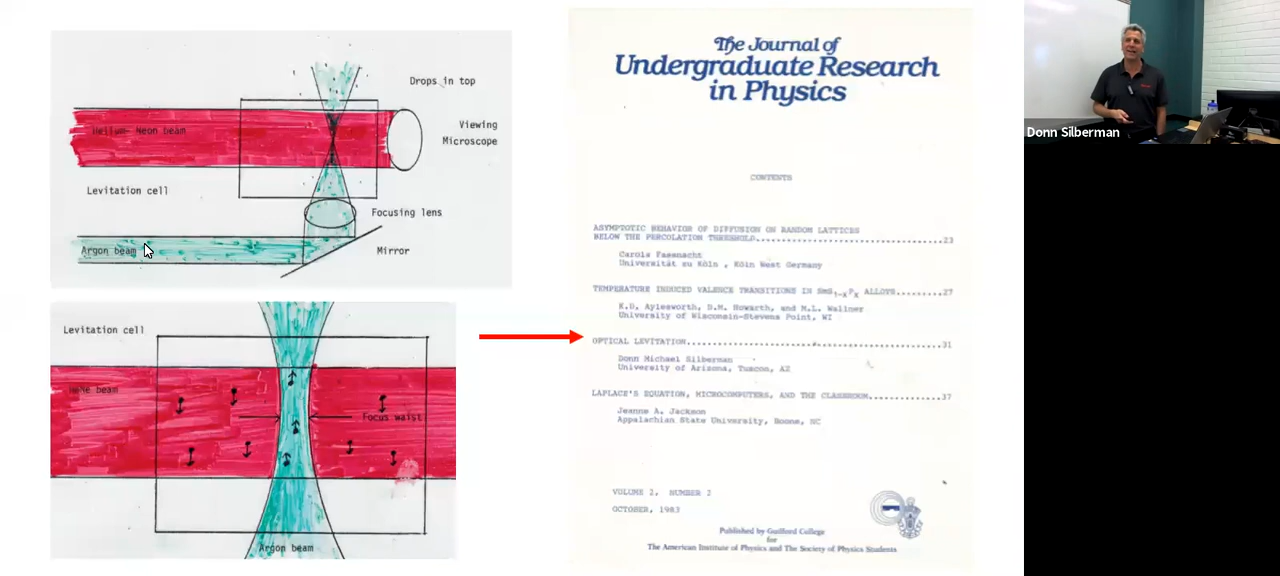 Drops in top
Helium- Neon beam
Viewing
Microscope
Levitation cell
Focusing lens
Argon beam
Mirror
Levitation cell
HeNe beam
Focus waist
Argon beam
The Journal of
Undergraduate Research
in Physics
CONTENTS
ASYMPTOTIC BEHAVIOR OF DIFFUSION ON RANDOM LATTICES
BELOW THE PERCOLATION THRESHOLD...................................23
Carola Fassnacht
Universität zu Köln , Köln West Germany
TEMPERATURE INDUCED VALENCE TRANSITIONS IN SmS1-xPx ALLOYS.........27
K.D. Aylesworth, D.M. Howarth, and M.L. Wallner
University of Wisconsin-Stevens Point, WI
OPTICAL LEVITATION................................................31
Donn Michael Silberman
University of Arizona, Tuscon, AZ
LAPLACE'S EQUATION, MICROCOMPUTERS, AND THE CLASSROOM.............37
Jeanne A. Jackson
Appalachian State University, Boone, NC
VOLUME 2, NUMBER 2
OCTOBER, 1983
Published by Guilford College
for
The American Institute of Physics and The Society of Physics Students
Donn Silberman